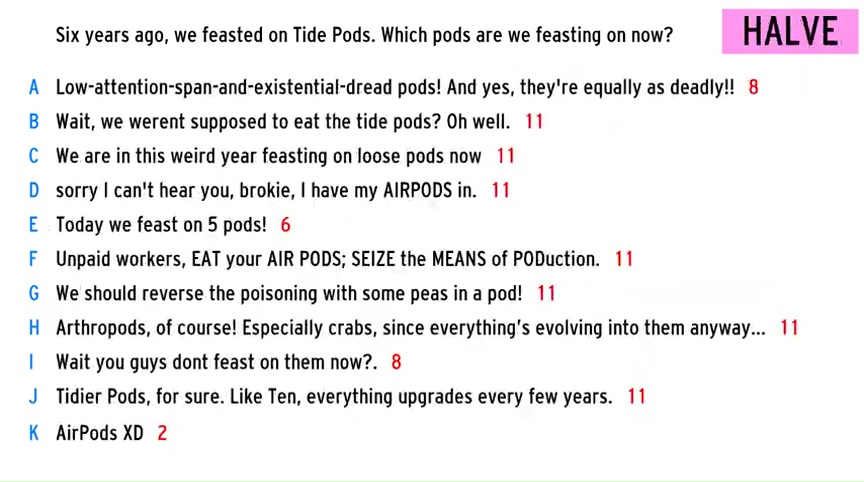 Six years ago, we feasted on Tide Pods. Which pods are we feasting on now?
HALVE
A Low-attention-span-and-existential-dread pods! And yes, they're equally as deadly!! 8
B Wait, we werent supposed to eat the tide pods? Oh well. 11
C We are in this weird year feasting on loose pods now 11
D sorry I can't hear you, brokie, I have my AIRPODS in. 11
E Today we feast on 5 pods! 6
F Unpaid workers, EAT your AIR PODS; SEIZE the MEANS of PODuction. 11
G We should reverse the poisoning with some peas in a pod! 11
H Arthropods, of course! Especially crabs, since everything's evolving into them anyway... 11
I Wait you guys dont feast on them now?. 8
J Tidier Pods, for sure. Like Ten, everything upgrades every few years. 11
K AirPods XD 2